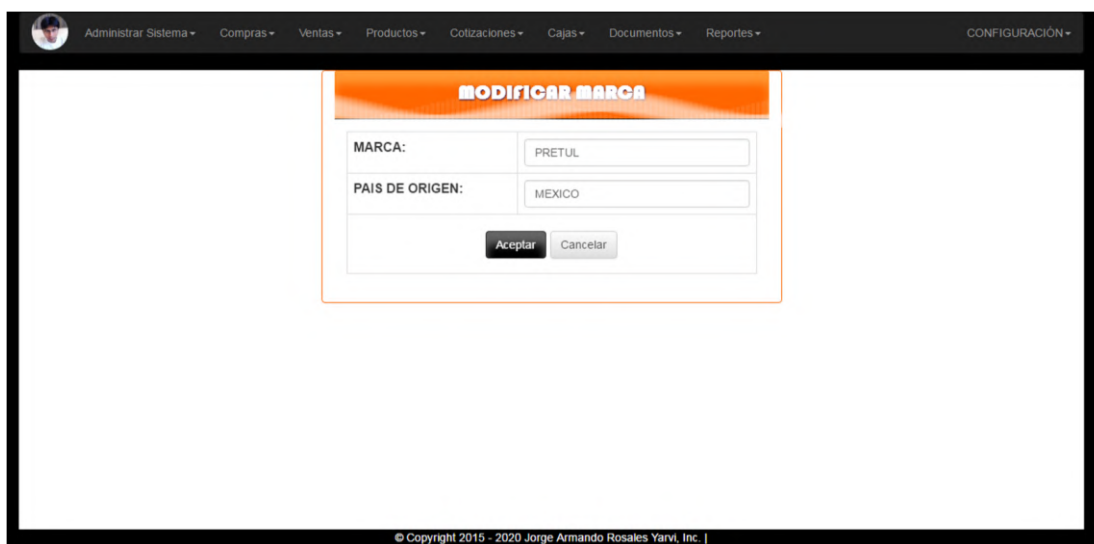 Administrar Sistema Compras Ventas Productos Cotizaciones Cajas Documentos Reportes CONFIGURACIÓN
MODIFICAR MARCA
MARCA: PRETUL
PAIS DE ORIGEN: MEXICO
Aceptar Cancelar
© Copyright 2015 - 2020 Jorge Armando Rosales Yarvi, Inc. |